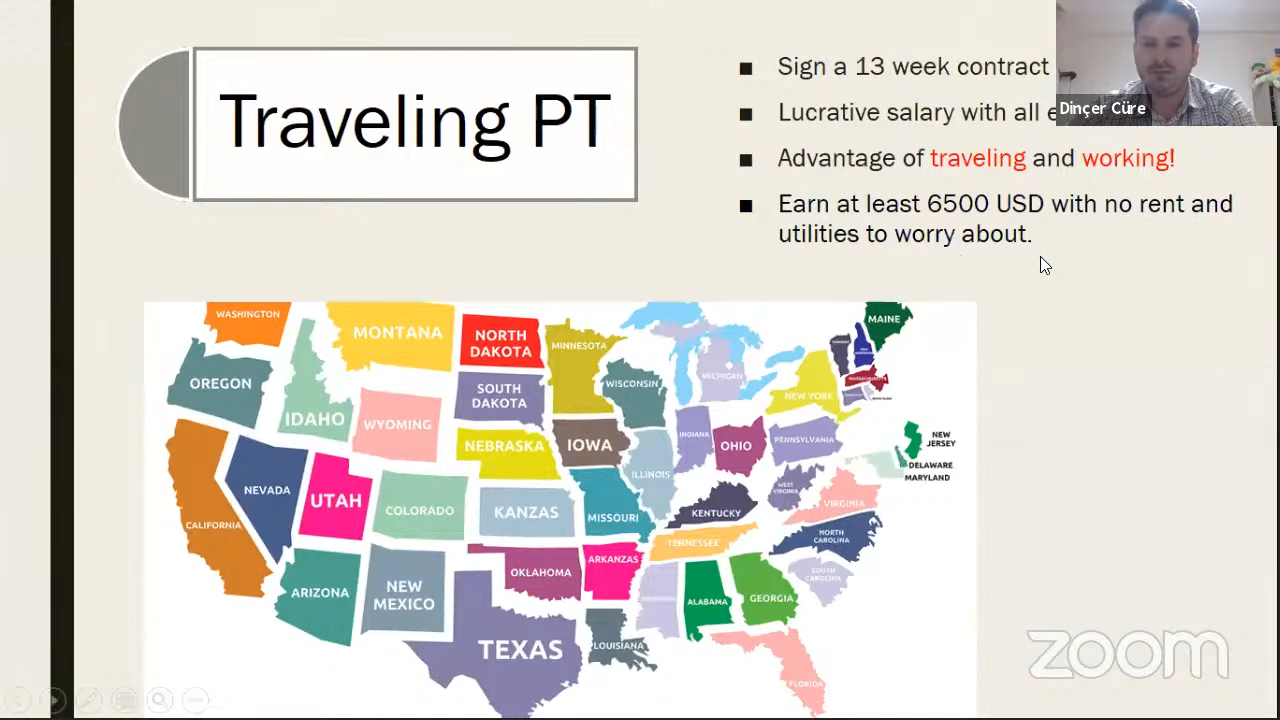 Traveling PT
Sign a 13 week contract
Lucrative salary with all
Advantage of traveling and working!
Earn at least 6500 USD with no rent and
utilities to worry about.
Dinçer Cüre
WASHINGTON
MONTANA
NORTH
DAKOTA
MINNESOTA
MAINE
OREGON
IDAHO
WYOMING
SOUTH
DAKOTA
WISCONSIN
MICHIGAN
NEW YORK
MASSACHUSETTS
NEBRASKA
IOWA
INDIANA
OHIO
PENNSYLVANIA
NEW
JERSEY
DELAWARE
MARYLAND
NEVADA
UTAH
COLORADO
KANZAS
ILLINOIS
WEST
VIRGINIA
VIRGINIA
CALIFORNIA
MISSOURI
KENTUCKY
NORTH
CAROLINA
TENNESSEE
ARIZONA
NEW
MEXICO
OKLAHOMA
ARKANZAS
SOUTH
CAROLINA
ALABAMA
GEORGIA
TEXAS
LOUISIANA
FLORIDA
zoom